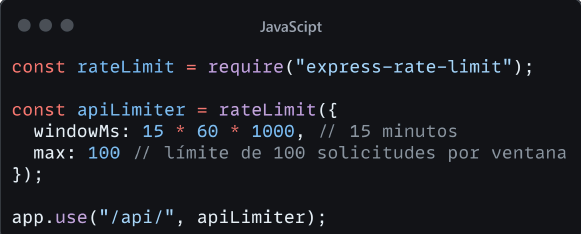 JavaScipt
const rateLimit = require("express-rate-limit");
const apiLimiter = rateLimit({
  windowMs: 15 * 60 * 1000, // 15 minutos
  max: 100 // límite de 100 solicitudes por ventana
});
app.use("/api/", apiLimiter);